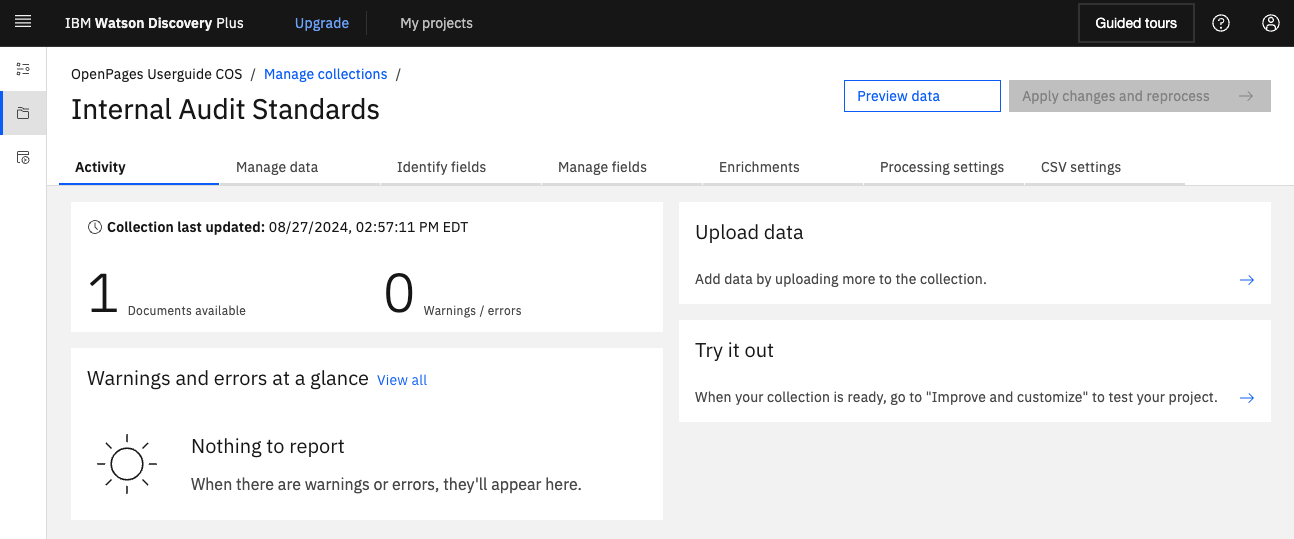 IBM Watson Discovery Plus
Upgrade
My projects
Guided tours
OpenPages Userguide COS / Manage collections /
Internal Audit Standards
Preview data
Apply changes and reprocess
Activity
Manage data
Identify fields
Manage fields
Enrichments
Processing settings
CSV settings
Collection last updated: 08/27/2024, 02:57:11 PM EDT
1 Documents available
0 Warnings / errors
Warnings and errors at a glance View all
Nothing to report
When there are warnings or errors, they'll appear here.
Upload data
Add data by uploading more to the collection.
Try it out
When your collection is ready, go to "Improve and customize" to test your project.